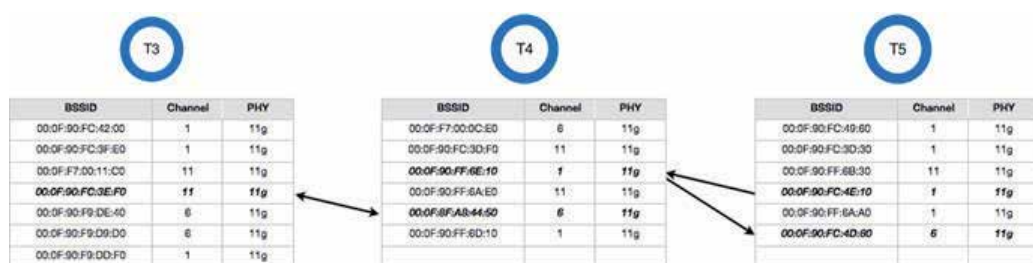 T3 T4 T5
BSSID Channel PHY BSSID Channel PHY BSSID Channel PHY
00:0F:90:FC:42:00 1 11g 00:0F:F7:00:0C:E0 6 11g 00:0F:90:FC:49:60 1 11g
00:0F:90:FC:3F:E0 1 11g 00:0F:90:FC:3D:F0 11 11g 00:0F:90:FC:3D:30 1 11g
00:0F:F7:00:11:C0 11 11g 00:0F:90:FF:6E:10 1 11g 00:0F:90:FF:6B:30 11 11g
00:0F:90:FC:3E:F0 11 11g 00:0F:90:FF:6A:E0 11 11g 00:0F:90:FC:4E:10 1 11g
00:0F:90:F9:DE:40 6 11g 00:0F:8F:A8:44:50 6 11g 00:0F:90:FF:6A:A0 1 11g
00:0F:90:F9:D9:D0 6 11g 00:0F:90:FF:6D:10 1 11g 00:0F:90:FC:4D:60 6 11g
00:0F:90:F9:DD:F0 1 11g